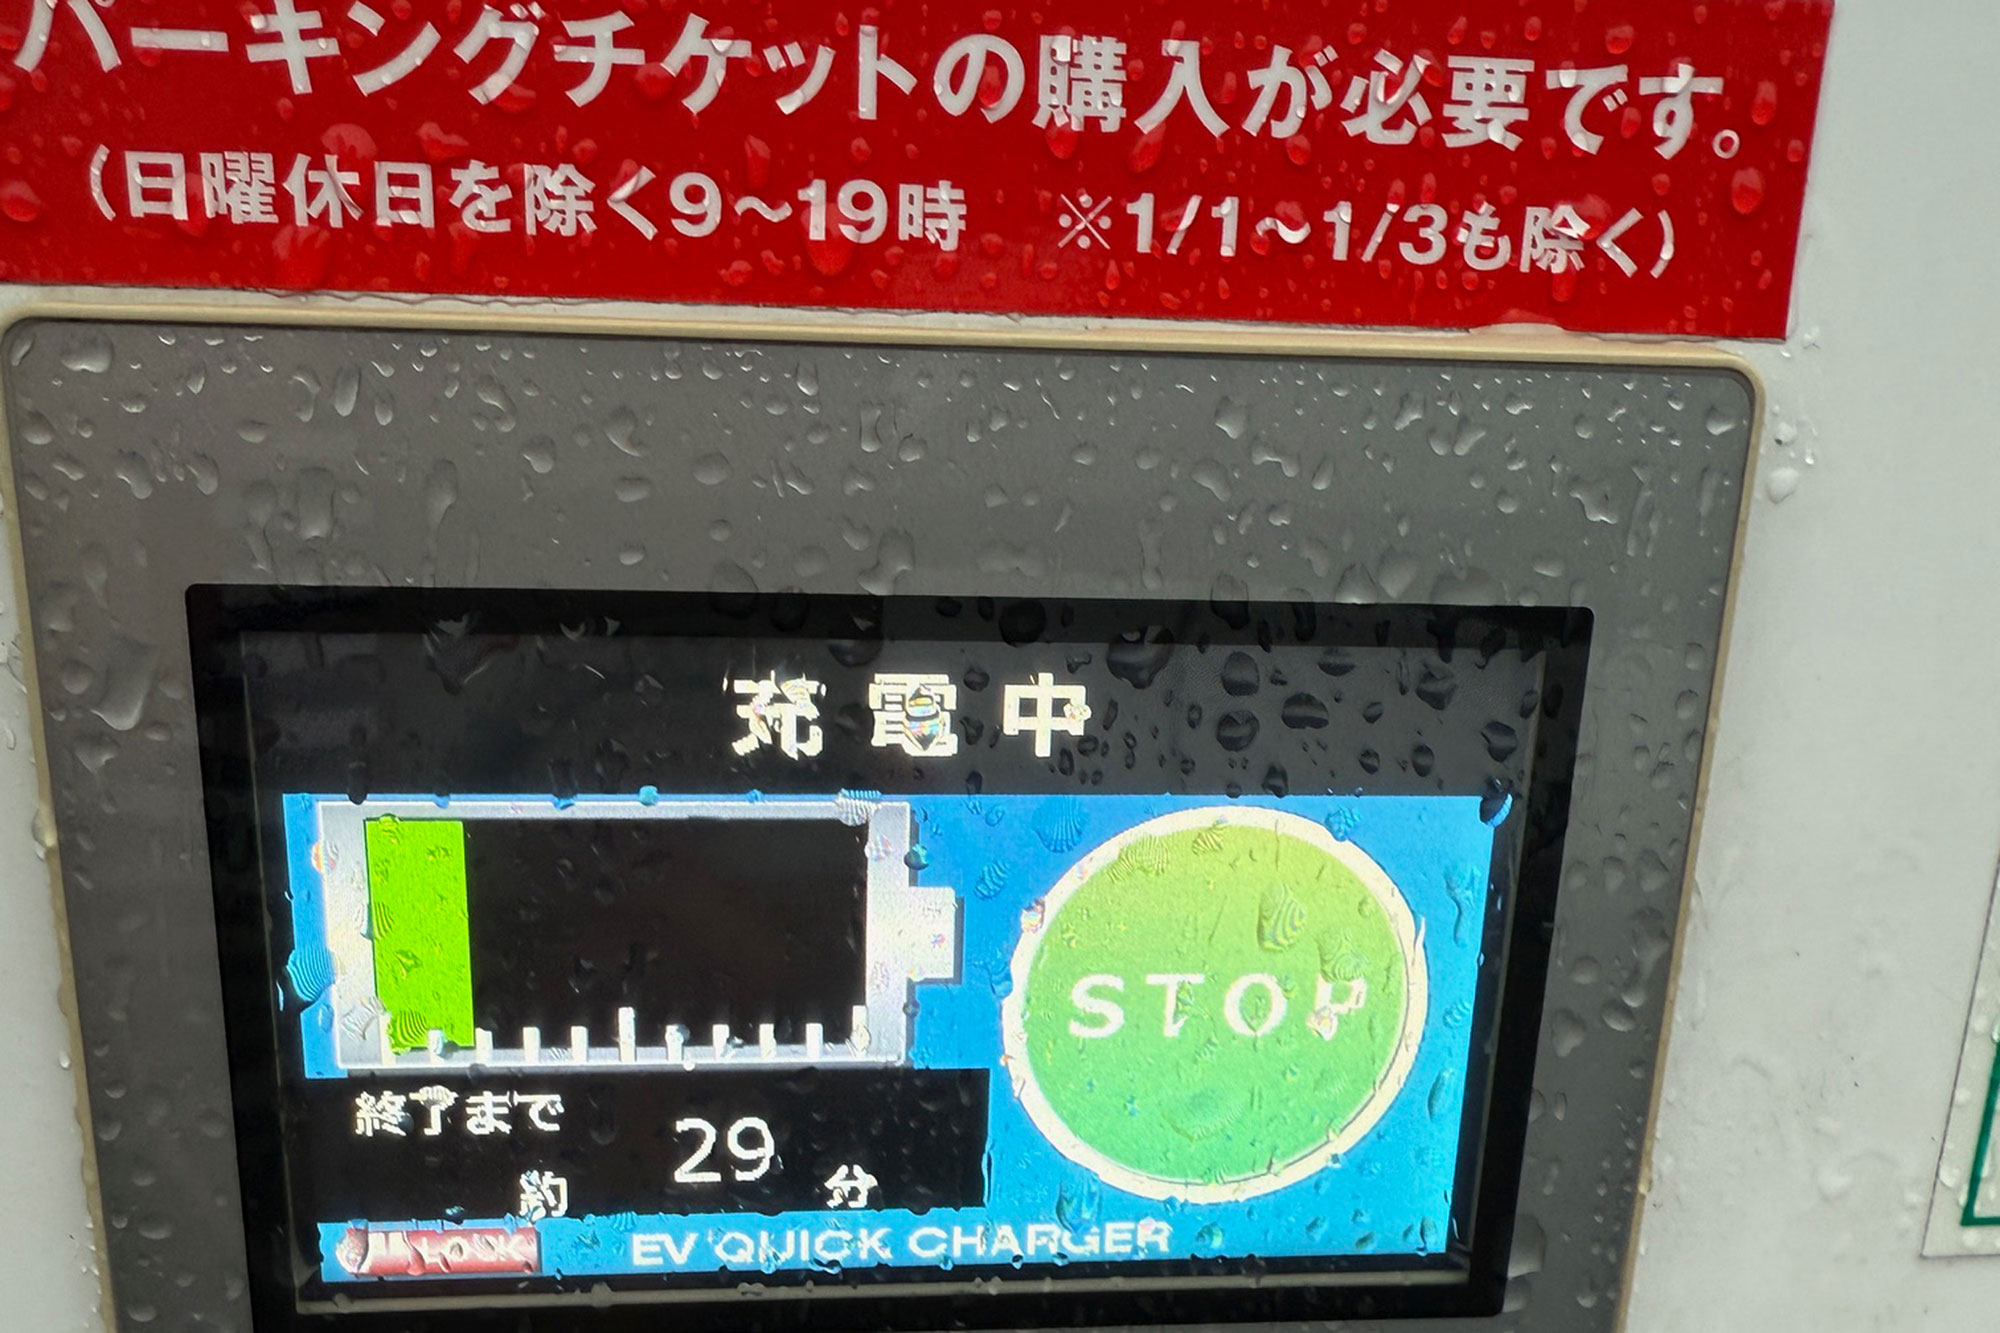 パーキングチケットの購入が必要です。
（日曜休日を除く9～19時　※1/1～1/3も除く）
充電中
STOP
終了まで
約 29 分
LOCK
EV QUICK CHARGER